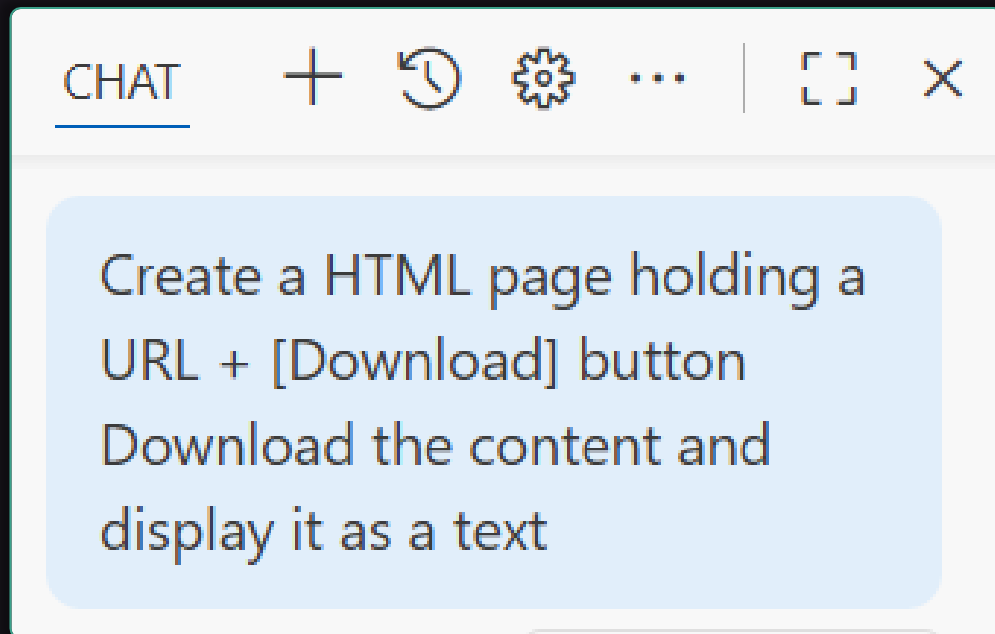 CHAT
Create a HTML page holding a
URL + [Download] button
Download the content and
display it as a text